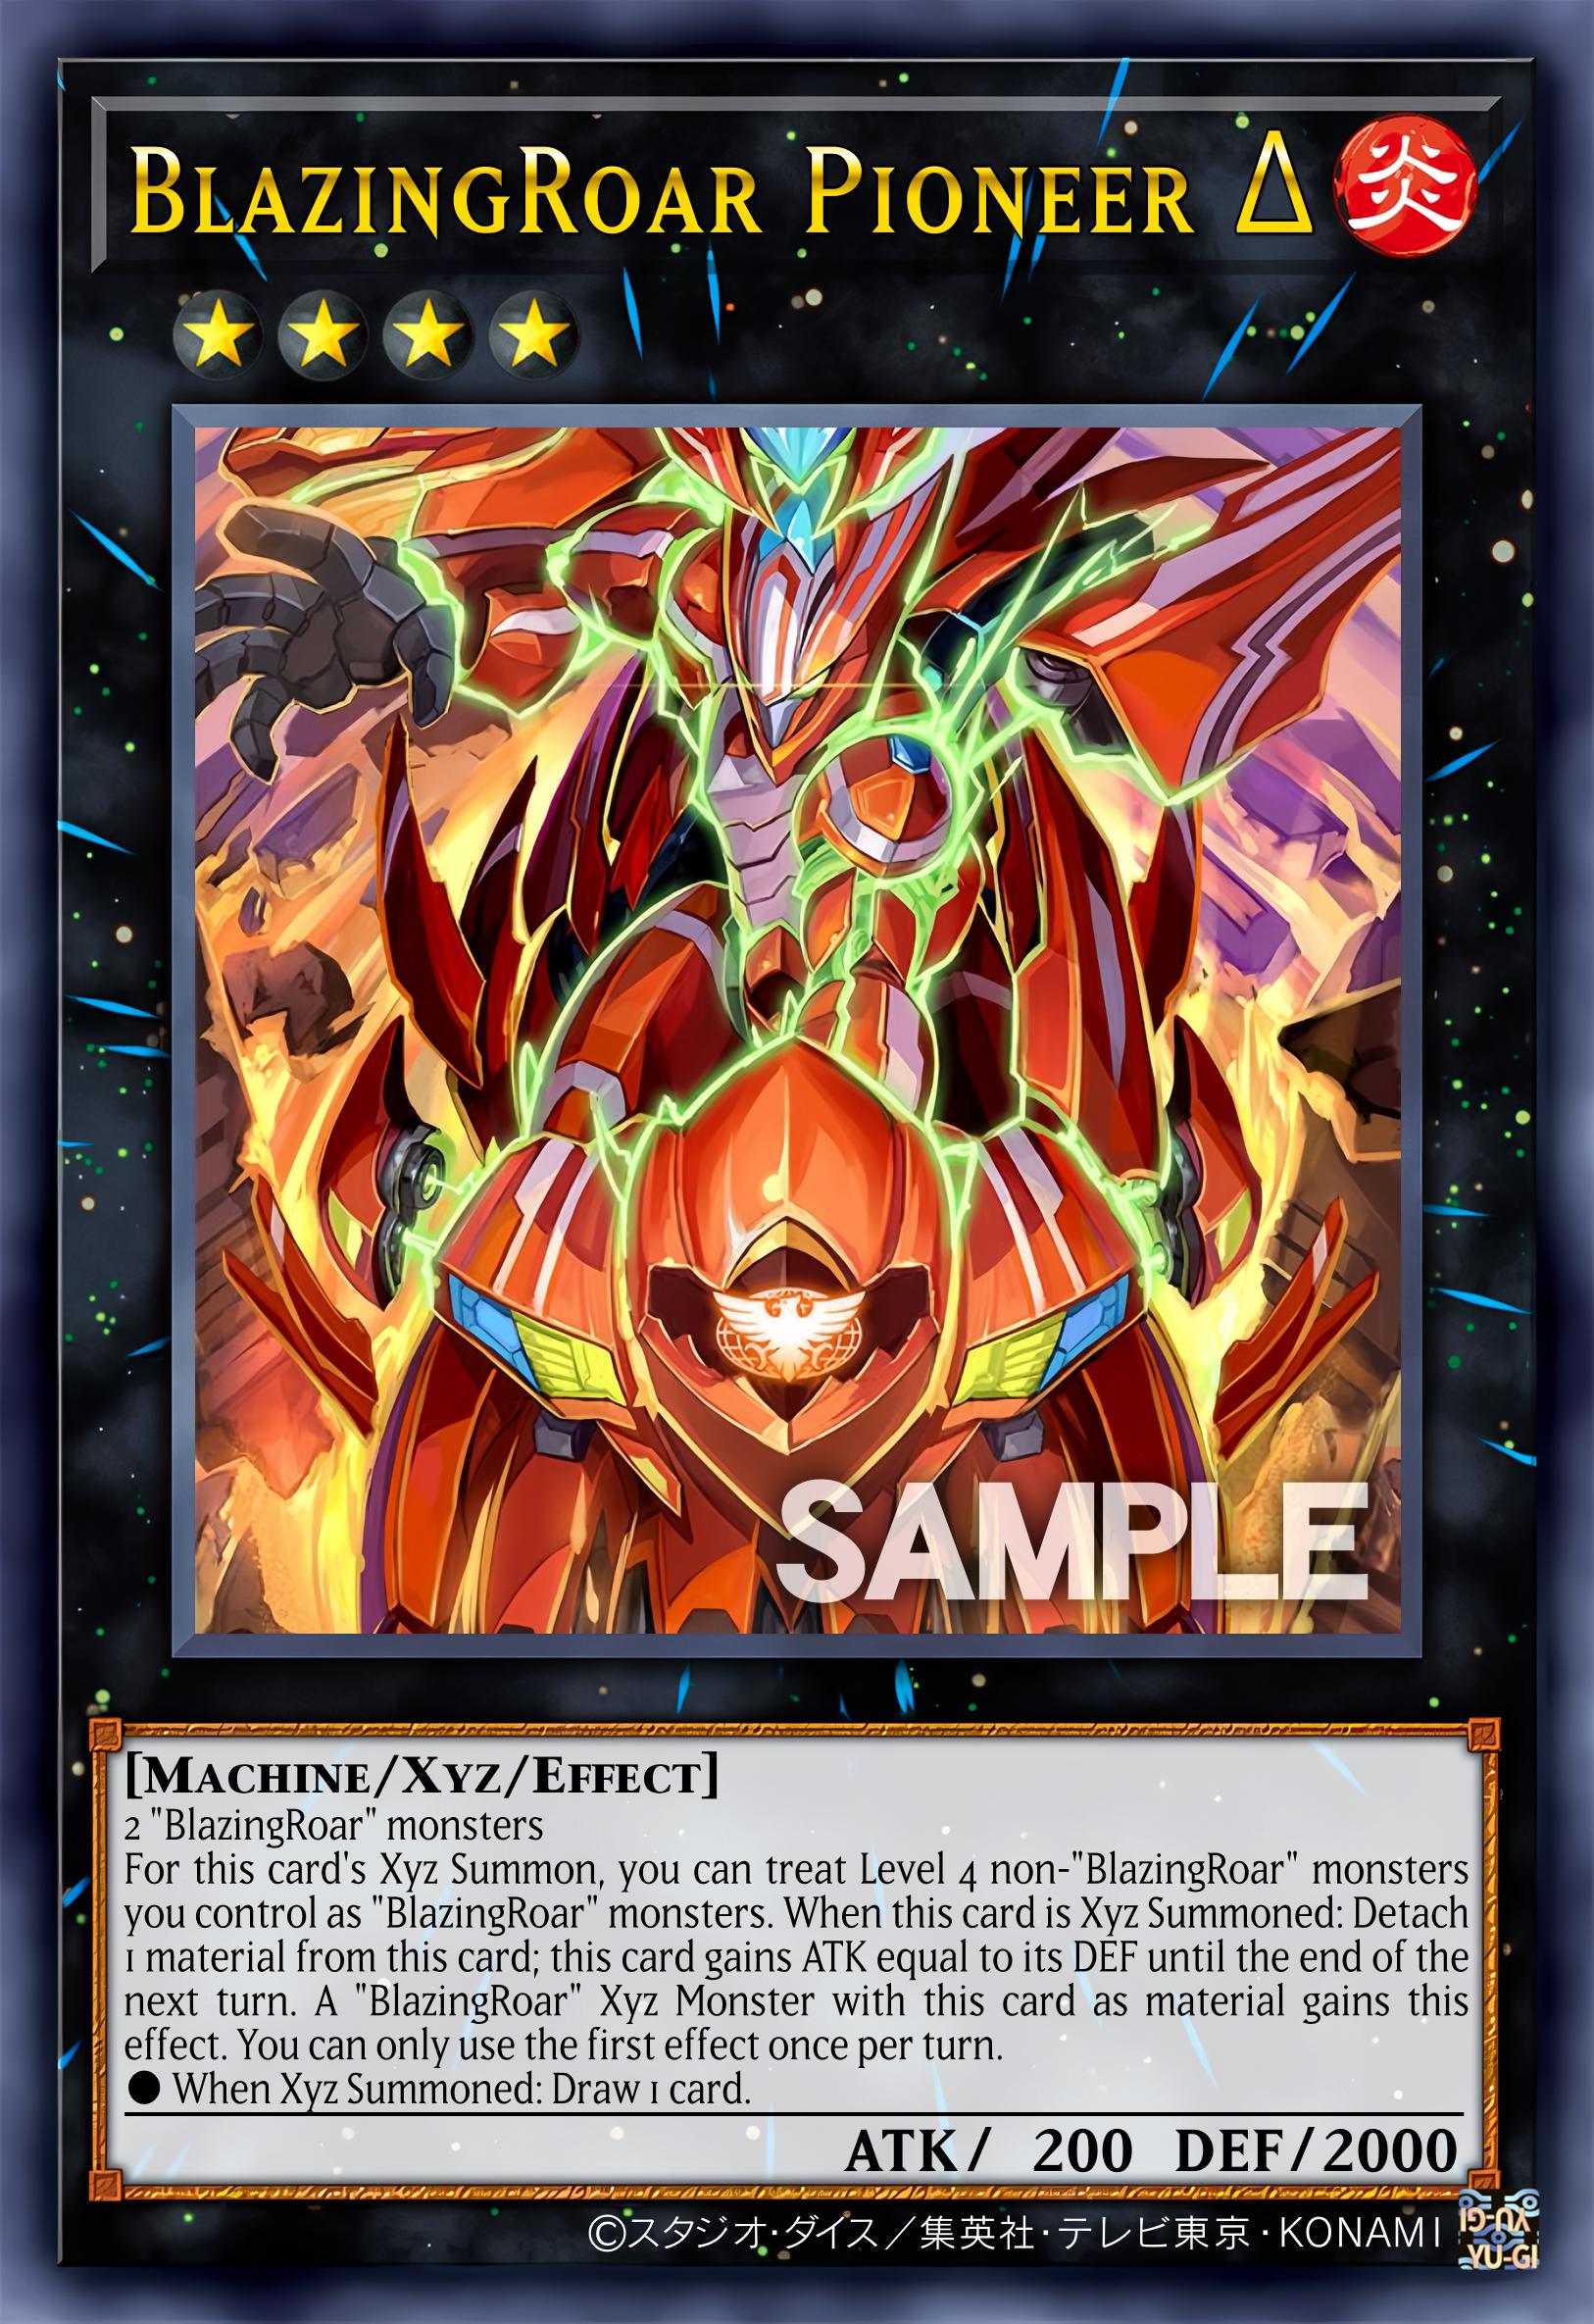 BlazingRoar Pioneer Δ
炎
SAMPLE
[Machine/Xyz/Effect]
2 "BlazingRoar" monsters
For this card's Xyz Summon, you can treat Level 4 non-"BlazingRoar" monsters
you control as "BlazingRoar" monsters. When this card is Xyz Summoned: Detach
1 material from this card; this card gains ATK equal to its DEF until the end of the
next turn. A "BlazingRoar" Xyz Monster with this card as material gains this
effect. You can only use the first effect once per turn.
● When Xyz Summoned: Draw 1 card.
ATK/ 200 DEF/2000
©スタジオ・ダイス／集英社・テレビ東京・KONAMI
YU-GI
YU-GI